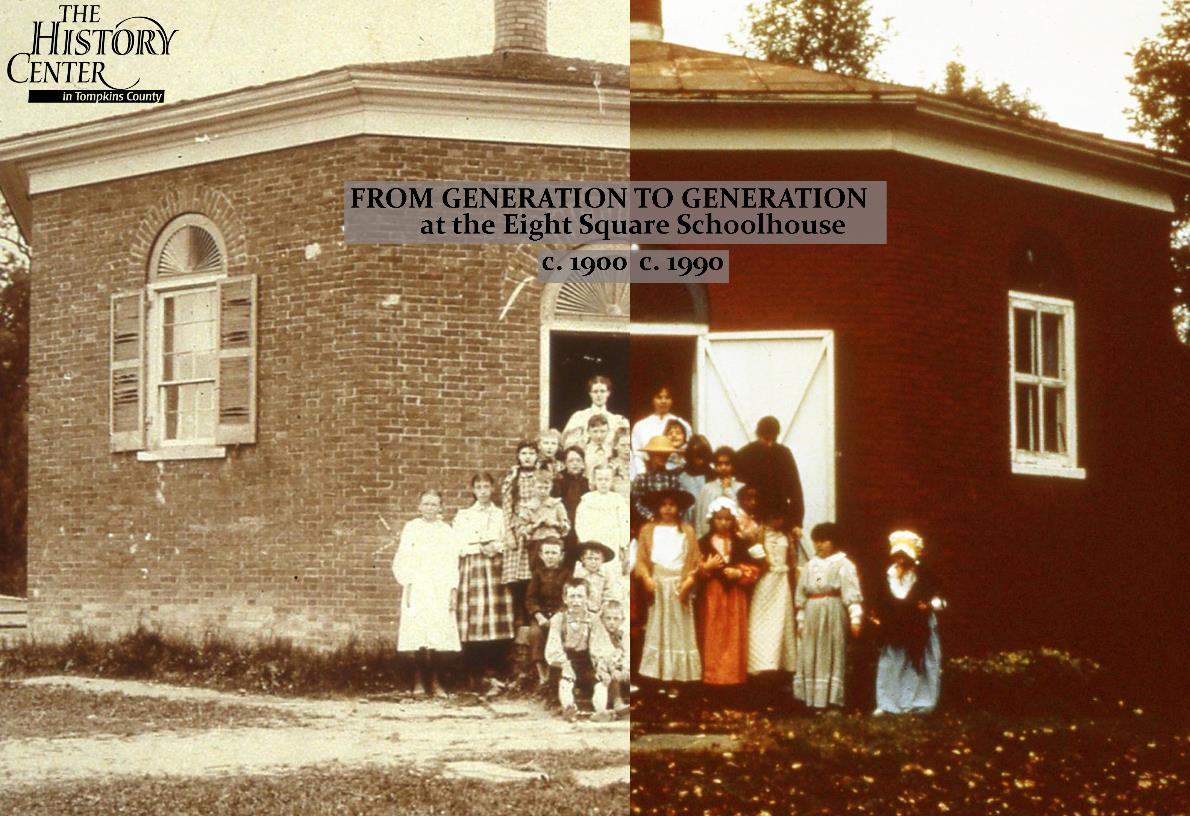 THE
HISTORY
CENTER
in Tompkins County
FROM GENERATION TO GENERATION
at the Eight Square Schoolhouse
c. 1900 c. 1990